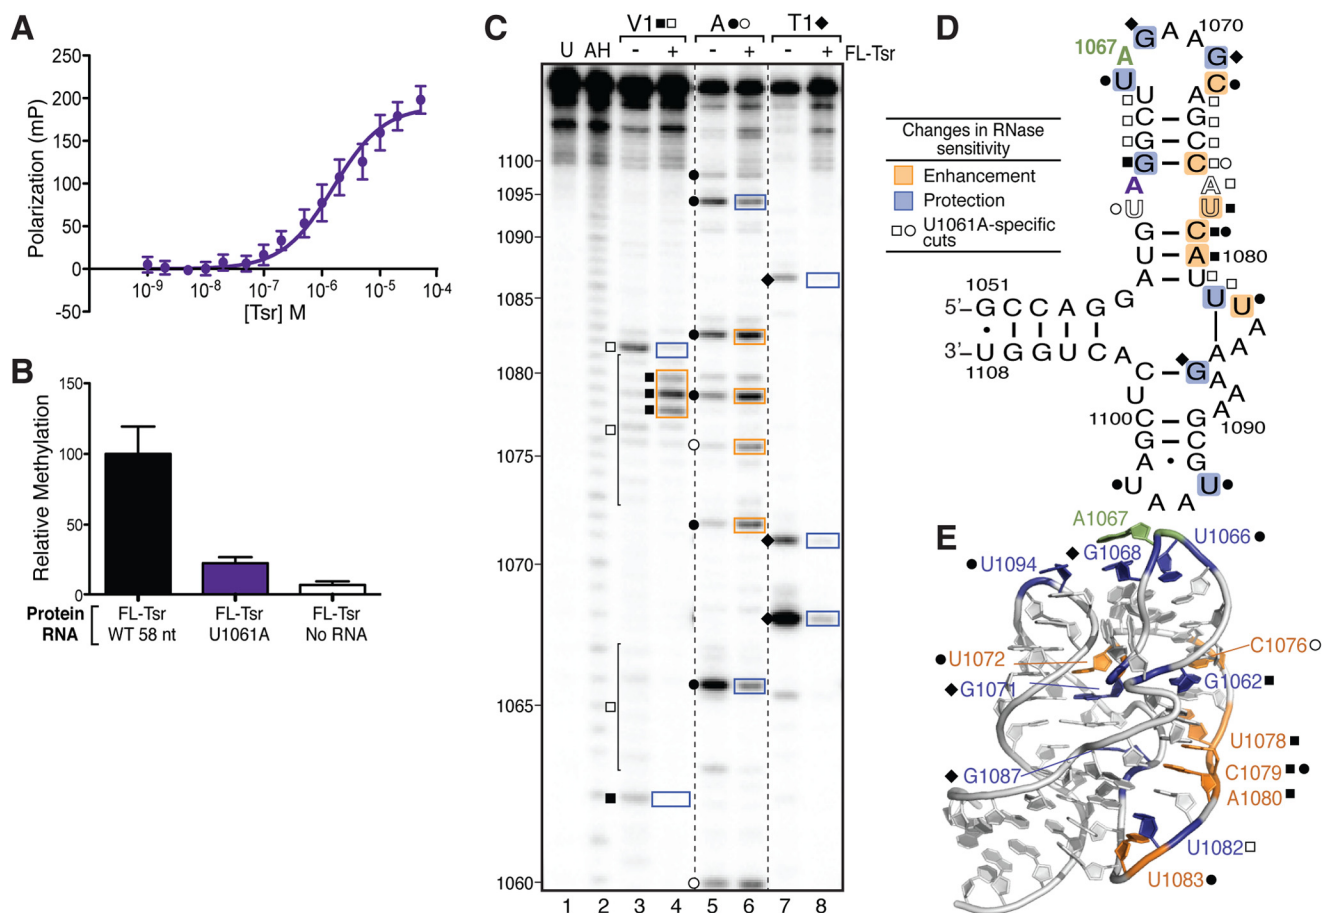 A
Polarization (mP)
250
200
150
100
50
0
-50
10-9
10-8
10-7
10-6
10-5
10-4
[Tsr] M
B
Relative Methylation
150
100
50
0
Protein
RNA
FL-Tsr
WT 58 nt
FL-Tsr
U1061A
FL-Tsr
No RNA
C
V1■□
A●○
T1◆
U AH - + - + - + FL-Tsr
1100
1095
1090
1085
1080
1075
1070
1065
1060
1 2 3 4 5 6 7 8
Changes in RNase
sensitivity
Enhancement
Protection
□○ U1061A-specific
cuts
D
G A A 1070
1067 A G
U C
U A
C G
C C
G C
A A
U U
G C
U A 1080
A U
U U
1051
5'-G C C A G G
3'-U G G U C A
1108
A
A A
C G A
U A A
1100 C G A 1090
G C
A G
U U
A A
E
A1067
U1066
G1068
U1094
U1072
G1071
G1087
C1076
G1062
U1078
C1079
A1080
U1082
U1083